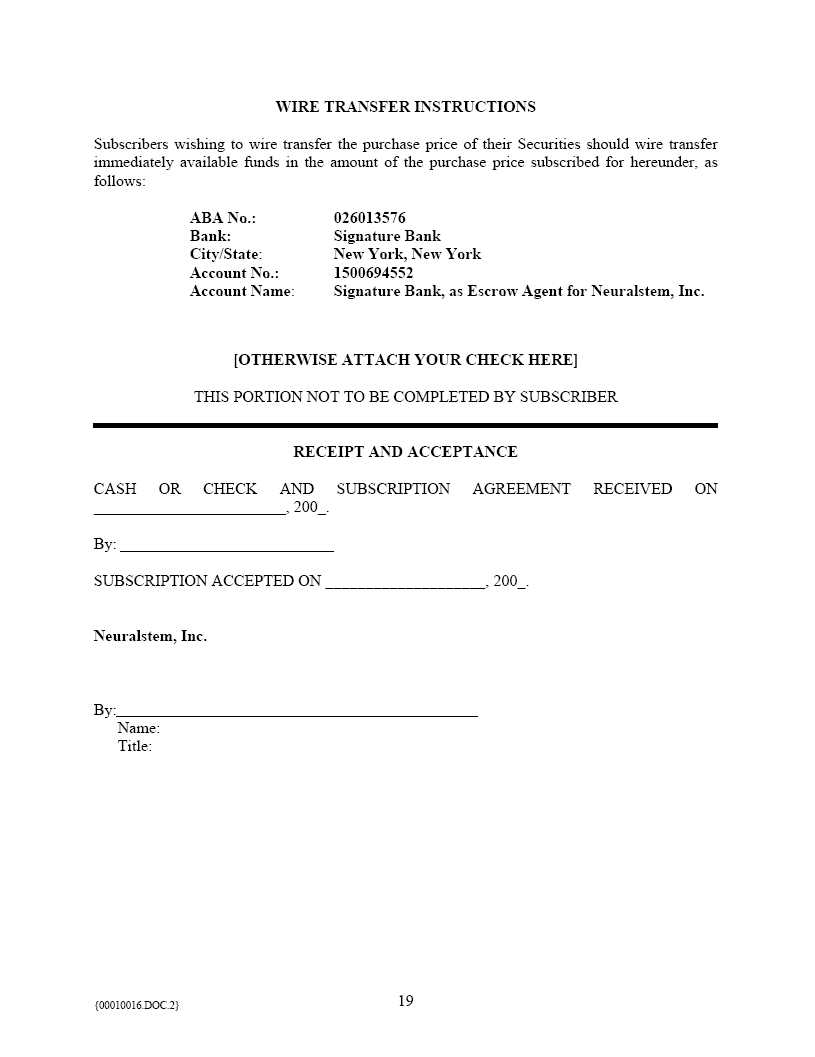 WIRE TRANSFER INSTRUCTIONS
Subscribers wishing to wire transfer the purchase price of their Securities should wire transfer
immediately available funds in the amount of the purchase price subscribed for hereunder, as
follows:
ABA No.: 026013576
Bank: Signature Bank
City/State: New York, New York
Account No.: 1500694552
Account Name: Signature Bank, as Escrow Agent for Neuralstem, Inc.
[OTHERWISE ATTACH YOUR CHECK HERE]
THIS PORTION NOT TO BE COMPLETED BY SUBSCRIBER
RECEIPT AND ACCEPTANCE
CASH OR CHECK AND SUBSCRIPTION AGREEMENT RECEIVED ON
________________________, 200_.
By: ___________________________
SUBSCRIPTION ACCEPTED ON ____________________, 200_.
Neuralstem, Inc.
By:______________________________________________
Name:
Title:
{00010016.DOC.2}
19